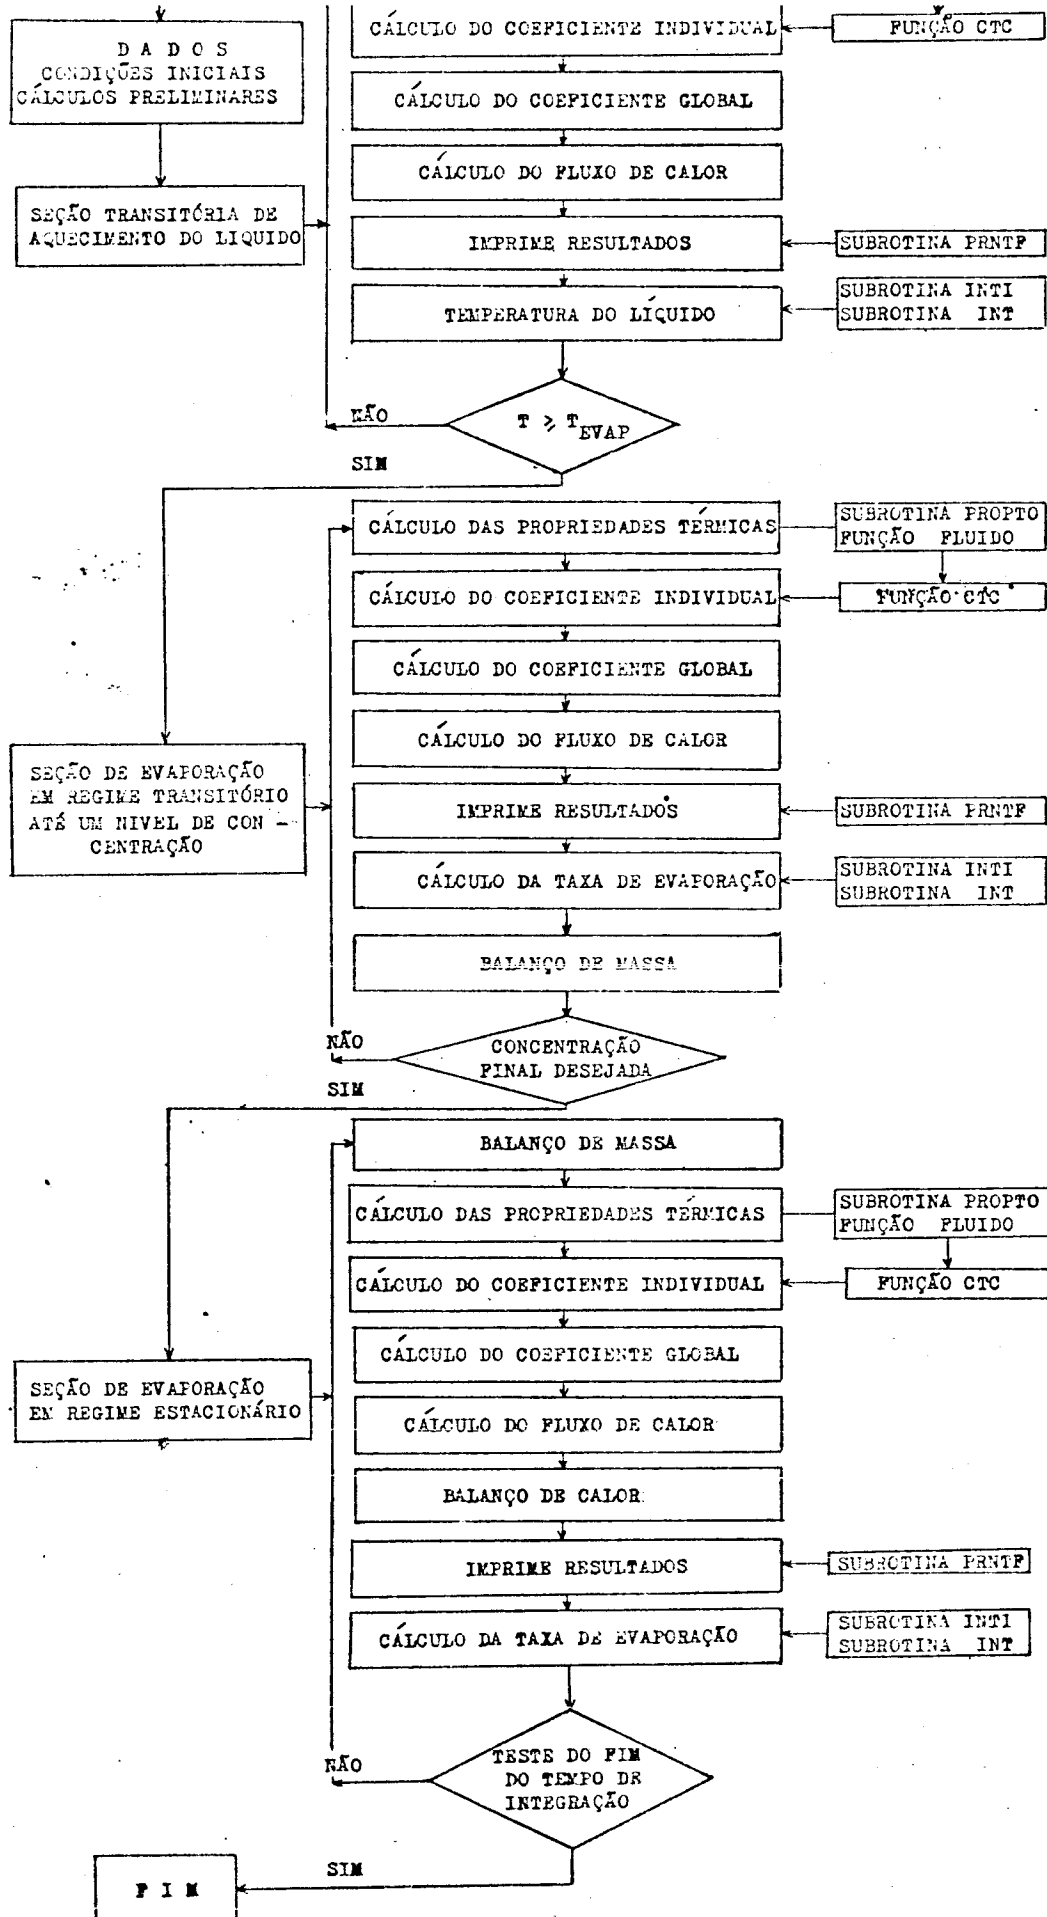 CÁLCULO DO COEFICIENTE INDIVIDUAL
FUNÇÃO CTC
D A D O S
CONDIÇÕES INICIAIS
CÁLCULOS PRELIMINARES
CÁLCULO DO COEFICIENTE GLOBAL
CÁLCULO DO FLUXO DE CALOR
SEÇÃO TRANSITÓRIA DE
AQUECIMENTO DO LIQUIDO
IMPRIME RESULTADOS
SUBROTINA PRNTF
TEMPERATURA DO LÍQUIDO
SUBROTINA INTI
SUBROTINA INT
T ⩾ TEVAP
NÃO
SIM
CÁLCULO DAS PROPRIEDADES TÉRMICAS
SUBROTINA PROPTO
FUNÇÃO FLUIDO
CÁLCULO DO COEFICIENTE INDIVIDUAL
FUNÇÃO CTC
CÁLCULO DO COEFICIENTE GLOBAL
CÁLCULO DO FLUXO DE CALOR
SEÇÃO DE EVAPORAÇÃO
EM REGIME TRANSITÓRIO
ATÉ UM NIVEL DE CON -
CENTRAÇÃO
IMPRIME RESULTADOS
SUBROTINA PRNTF
CÁLCULO DA TAXA DE EVAPORAÇÃO
SUBROTINA INTI
SUBROTINA INT
BALANÇO DE MASSA
CONCENTRAÇÃO
FINAL DESEJADA
NÃO
SIM
BALANÇO DE MASSA
CÁLCULO DAS PROPRIEDADES TÉRMICAS
SUBROTINA PROPTO
FUNÇÃO FLUIDO
CÁLCULO DO COEFICIENTE INDIVIDUAL
FUNÇÃO CTC
CÁLCULO DO COEFICIENTE GLOBAL
SEÇÃO DE EVAPORAÇÃO
EM REGIME ESTACIONÁRIO
CÁLCULO DO FLUXO DE CALOR
BALANÇO DE CALOR
IMPRIME RESULTADOS
SUBROTINA PRNTF
CÁLCULO DA TAXA DE EVAPORAÇÃO
SUBROTINA INTI
SUBROTINA INT
TESTE DO FIM
DO TEMPO DE
INTEGRAÇÃO
NÃO
SIM
F I M